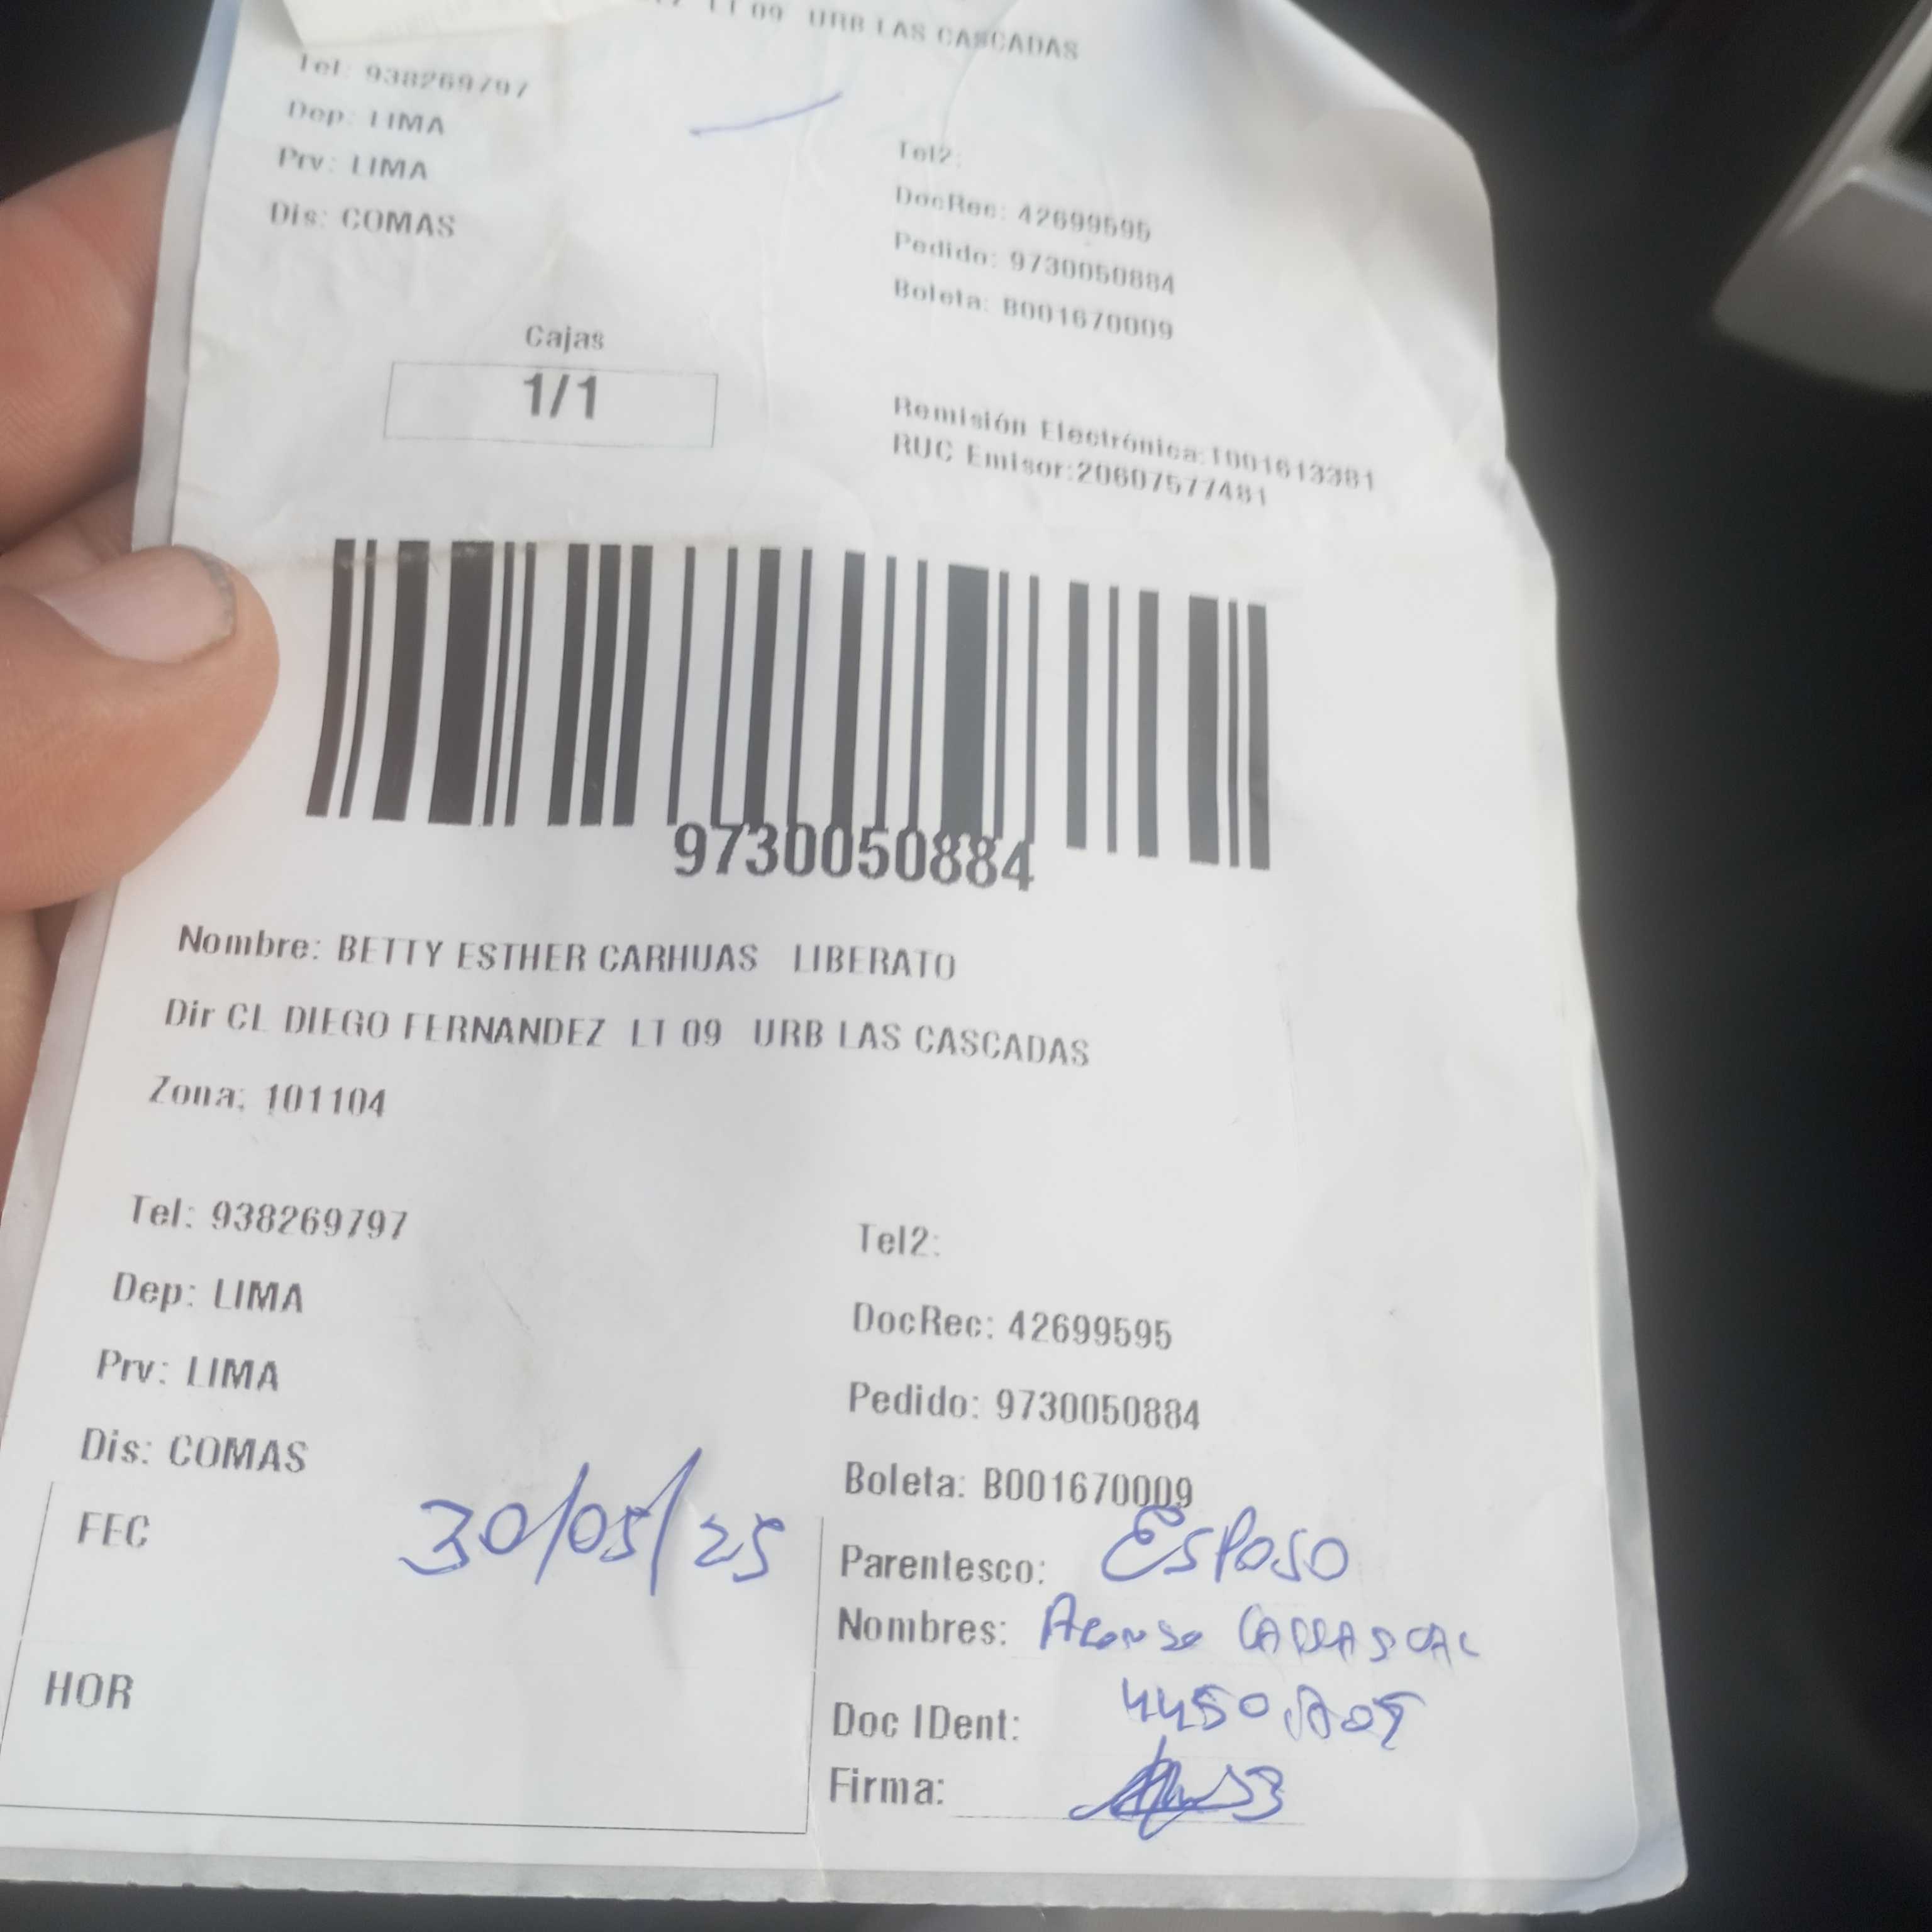 LT 09 URB LAS CASCADAS
Tel: 938269797
Dep: LIMA
Prv: LIMA
Dis: COMAS
Tel2:
DocRec: 42699595
Pedido: 9730050884
Boleta: B001670009
Cajas
1/1
Remisión Electrónica:T001613381
RUC Emisor:20607577481
9730050884
Nombre: BETTY ESTHER CARHUAS LIBERATO
Dir CL DIEGO FERNANDEZ LT 09 URB LAS CASCADAS
Zona: 101104
Tel: 938269797
Dep: LIMA
Prv: LIMA
Dis: COMAS
Tel2:
DocRec: 42699595
Pedido: 9730050884
Boleta: B001670009
FEC 30/05/25
HOR
Parentesco: Esposo
Nombres: CARRASCAL
Doc IDent:
Firma: